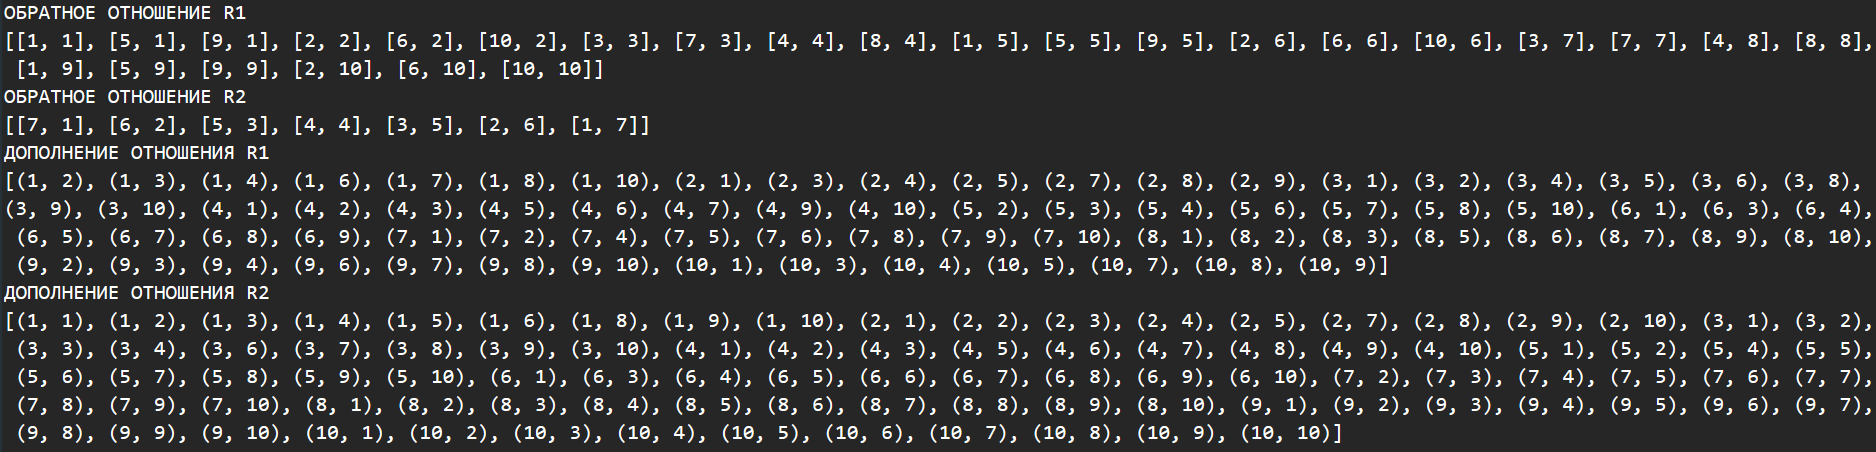 ОБРАТНОЕ ОТНОШЕНИЕ R1
[[1, 1], [5, 1], [9, 1], [2, 2], [6, 2], [10, 2], [3, 3], [7, 3], [4, 4], [8, 4], [1, 5], [5, 5], [9, 5], [2, 6], [6, 6], [10, 6], [3, 7], [7, 7], [4, 8], [8, 8],
[1, 9], [5, 9], [9, 9], [2, 10], [6, 10], [10, 10]]
ОБРАТНОЕ ОТНОШЕНИЕ R2
[[7, 1], [6, 2], [5, 3], [4, 4], [3, 5], [2, 6], [1, 7]]
ДОПОЛНЕНИЕ ОТНОШЕНИЯ R1
[(1, 2), (1, 3), (1, 4), (1, 6), (1, 7), (1, 8), (1, 10), (2, 1), (2, 3), (2, 4), (2, 5), (2, 7), (2, 8), (2, 9), (3, 1), (3, 2), (3, 4), (3, 5), (3, 6), (3, 8),
(3, 9), (3, 10), (4, 1), (4, 2), (4, 3), (4, 5), (4, 6), (4, 7), (4, 9), (4, 10), (5, 2), (5, 3), (5, 4), (5, 6), (5, 7), (5, 8), (5, 10), (6, 1), (6, 3), (6, 4),
(6, 5), (6, 7), (6, 8), (6, 9), (7, 1), (7, 2), (7, 4), (7, 5), (7, 6), (7, 8), (7, 9), (7, 10), (8, 1), (8, 2), (8, 3), (8, 5), (8, 6), (8, 7), (8, 9), (8, 10),
(9, 2), (9, 3), (9, 4), (9, 6), (9, 7), (9, 8), (9, 10), (10, 1), (10, 3), (10, 4), (10, 5), (10, 7), (10, 8), (10, 9)]
ДОПОЛНЕНИЕ ОТНОШЕНИЯ R2
[(1, 1), (1, 2), (1, 3), (1, 4), (1, 5), (1, 6), (1, 8), (1, 9), (1, 10), (2, 1), (2, 2), (2, 3), (2, 4), (2, 5), (2, 7), (2, 8), (2, 9), (2, 10), (3, 1), (3, 2),
(3, 3), (3, 4), (3, 6), (3, 7), (3, 8), (3, 9), (3, 10), (4, 1), (4, 2), (4, 3), (4, 5), (4, 6), (4, 7), (4, 8), (4, 9), (4, 10), (5, 1), (5, 2), (5, 4), (5, 5),
(5, 6), (5, 7), (5, 8), (5, 9), (5, 10), (6, 1), (6, 3), (6, 4), (6, 5), (6, 6), (6, 7), (6, 8), (6, 9), (6, 10), (7, 2), (7, 3), (7, 4), (7, 5), (7, 6), (7, 7),
(7, 8), (7, 9), (7, 10), (8, 1), (8, 2), (8, 3), (8, 4), (8, 5), (8, 6), (8, 7), (8, 8), (8, 9), (8, 10), (9, 1), (9, 2), (9, 3), (9, 4), (9, 5), (9, 6), (9, 7),
(9, 8), (9, 9), (9, 10), (10, 1), (10, 2), (10, 3), (10, 4), (10, 5), (10, 6), (10, 7), (10, 8), (10, 9), (10, 10)]